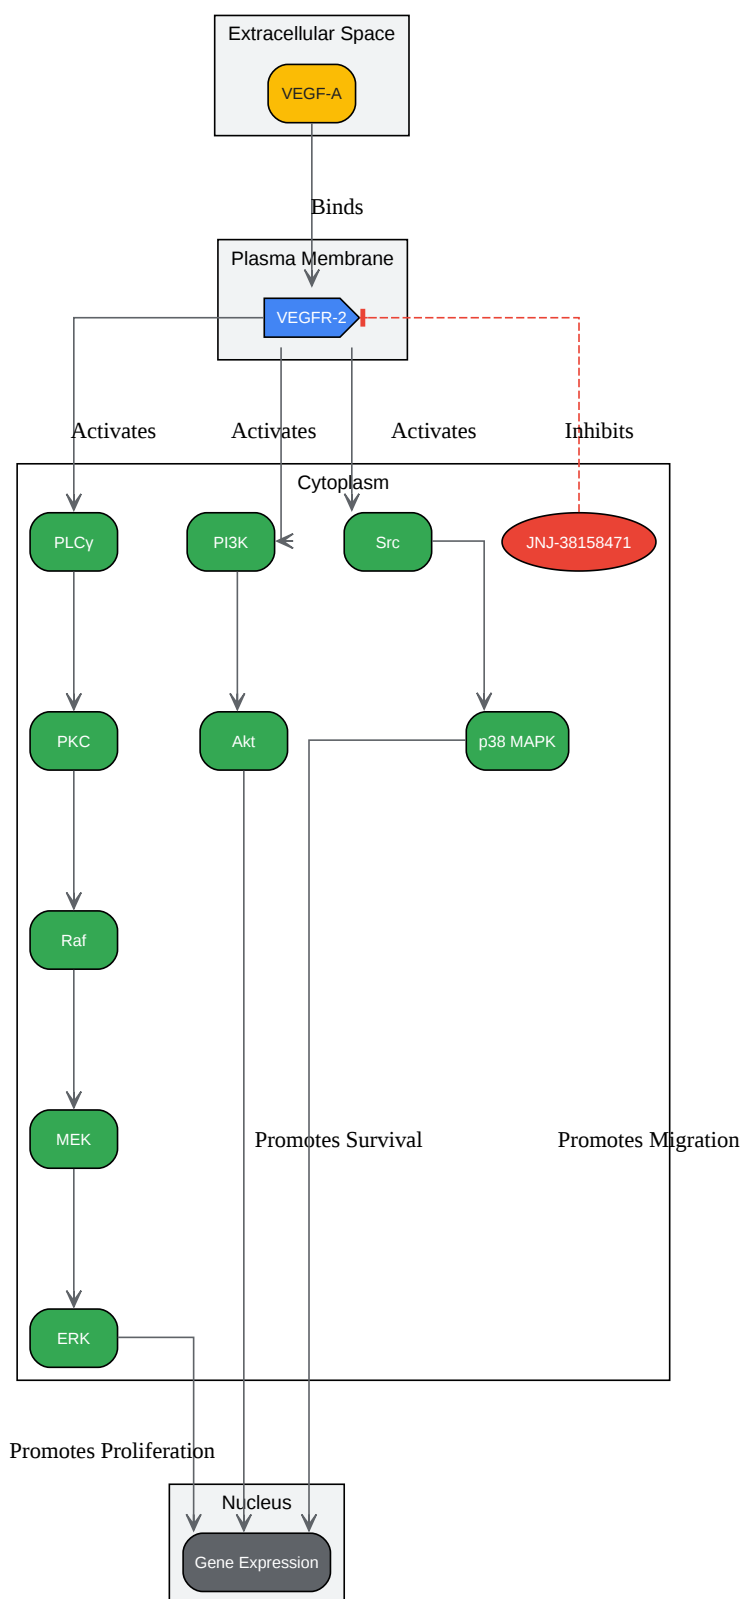 Extracellular Space
VEGF-A
Binds
Plasma Membrane
VEGFR-2
Activates
Activates
Activates
Inhibits
Cytoplasm
PLCγ
PI3K
Src
JNJ-38158471
PKC
Akt
p38 MAPK
Raf
MEK
Promotes Survival
Promotes Migration
ERK
Promotes Proliferation
Nucleus
Gene Expression